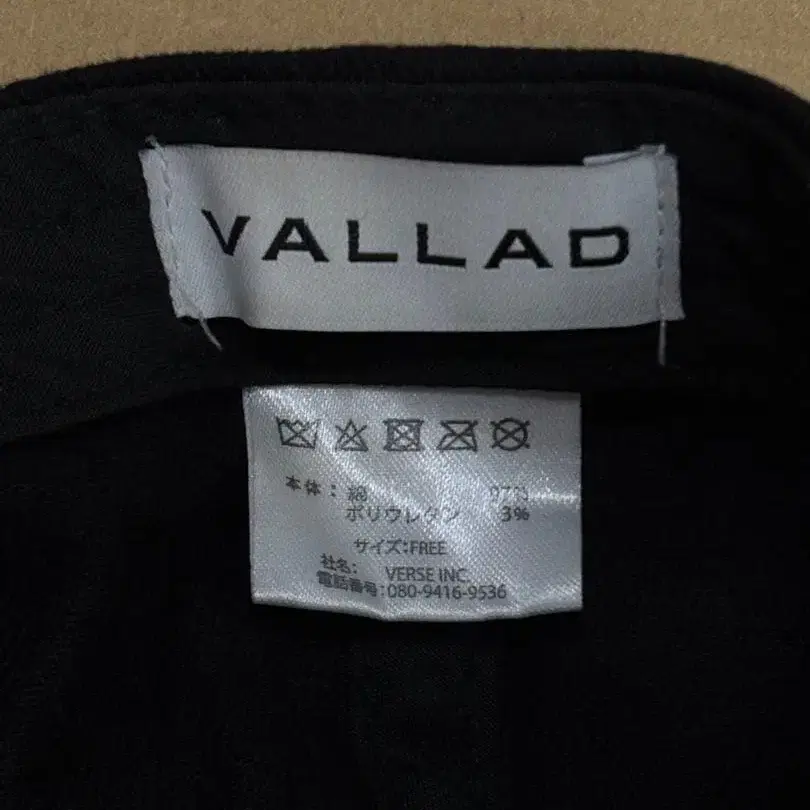 VALLAD
本体：綿 97%
ポリウレタン 3%
サイズ:FREE
社名: VERSE INC.
電話番号:080-9416-9536